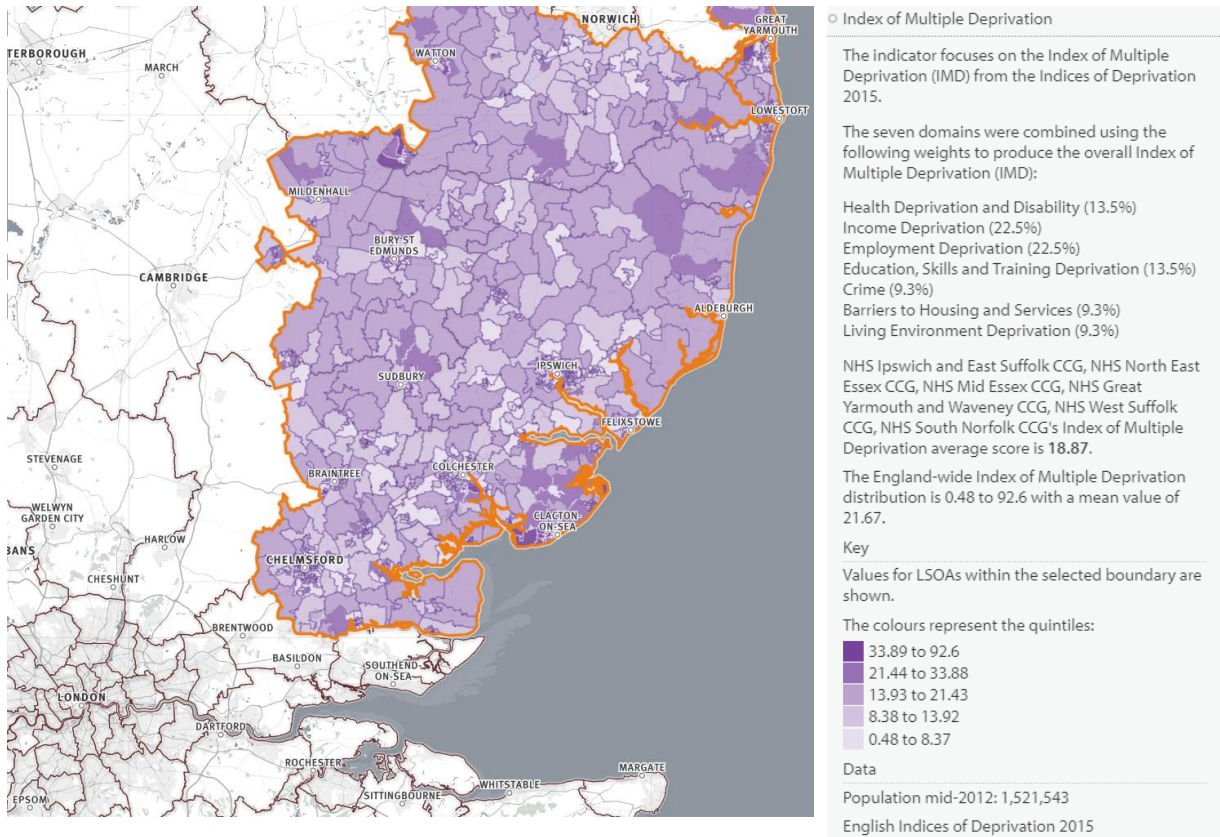 NORWICH
GREAT
YARMOUTH
TERBOROUGH
WATTON
MARCH
LOWESTOFT
MILDENHALL
BURY ST
EDMUNDS
CAMBRIDGE
ALDEBURGH
IPSWICH
SUDBURY
FELIXSTOWE
STEVENAGE
BRAINTREE
COLCHESTER
WELWYN
GARDEN CITY
CLACTON-
ON-SEA
HARLOW
BANS
CHELMSFORD
CHESHUNT
BRENTWOOD
BASILDON
SOUTHEND-
ON-SEA
LONDON
DARTFORD
ROCHESTER
MARGATE
WHITSTABLE
SITTINGBOURNE
EPSOM
Index of Multiple Deprivation
The indicator focuses on the Index of Multiple
Deprivation (IMD) from the Indices of Deprivation
2015.
The seven domains were combined using the
following weights to produce the overall Index of
Multiple Deprivation (IMD):
Health Deprivation and Disability (13.5%)
Income Deprivation (22.5%)
Employment Deprivation (22.5%)
Education, Skills and Training Deprivation (13.5%)
Crime (9.3%)
Barriers to Housing and Services (9.3%)
Living Environment Deprivation (9.3%)
NHS Ipswich and East Suffolk CCG, NHS North East
Essex CCG, NHS Mid Essex CCG, NHS Great
Yarmouth and Waveney CCG, NHS West Suffolk
CCG, NHS South Norfolk CCG's Index of Multiple
Deprivation average score is 18.87.
The England-wide Index of Multiple Deprivation
distribution is 0.48 to 92.6 with a mean value of
21.67.
Key
Values for LSOAs within the selected boundary are
shown.
The colours represent the quintiles:
33.89 to 92.6
21.44 to 33.88
13.93 to 21.43
8.38 to 13.92
0.48 to 8.37
Data
Population mid-2012: 1,521,543
English Indices of Deprivation 2015